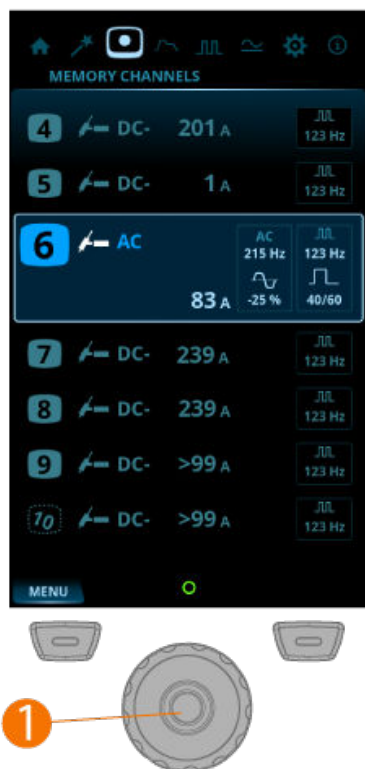 MEMORY CHANNELS
4 DC- 201 A 123 Hz
5 DC- 1 A 123 Hz
6 AC 83 A AC 215 Hz -25 % 123 Hz 40/60
7 DC- 239 A 123 Hz
8 DC- 239 A 123 Hz
9 DC- >99 A 123 Hz
10 DC- >99 A 123 Hz
MENU
1